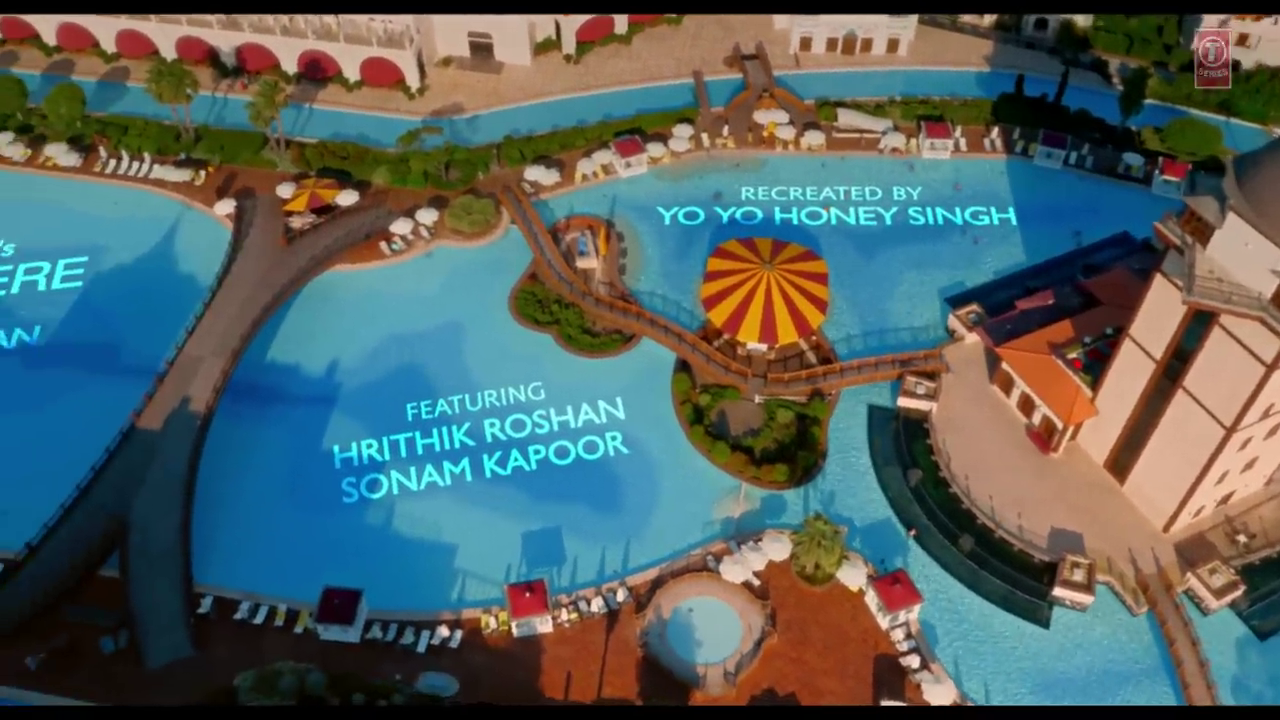 T
SERIES
RECREATED BY
YO YO HONEY SINGH
's
ERE
AN
FEATURING
HRITHIK ROSHAN
SONAM KAPOOR